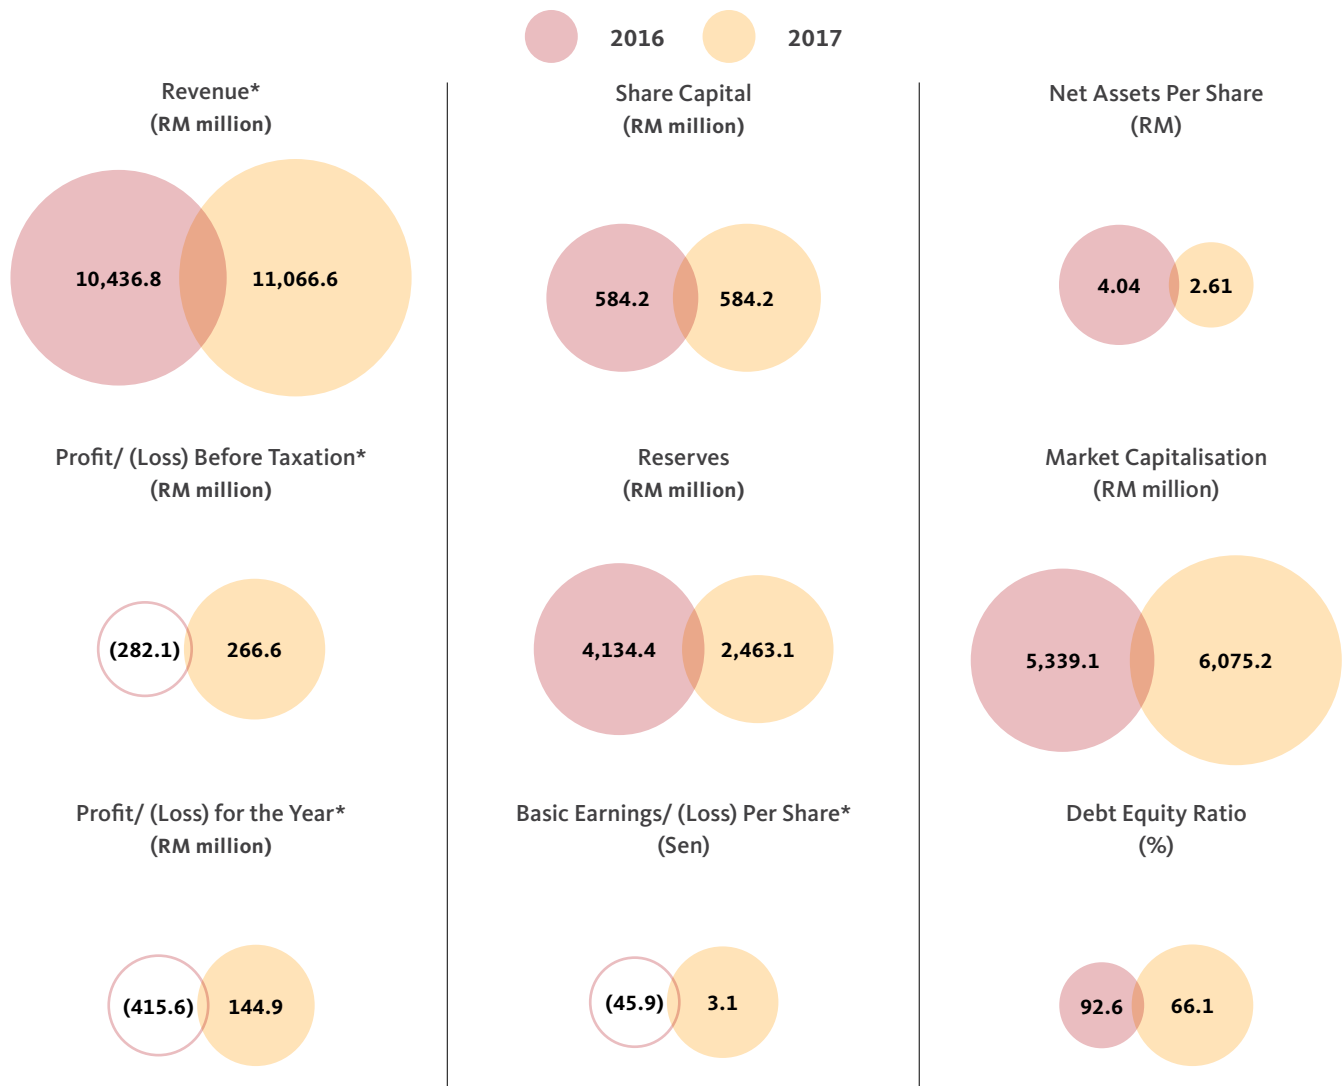 2016 2017
Revenue*
(RM million)
10,436.8 11,066.6
Profit/ (Loss) Before Taxation*
(RM million)
(282.1) 266.6
Profit/ (Loss) for the Year*
(RM million)
(415.6) 144.9
Share Capital
(RM million)
584.2 584.2
Reserves
(RM million)
4,134.4 2,463.1
Basic Earnings/ (Loss) Per Share*
(Sen)
(45.9) 3.1
Net Assets Per Share
(RM)
4.04 2.61
Market Capitalisation
(RM million)
5,339.1 6,075.2
Debt Equity Ratio
(%)
92.6 66.1